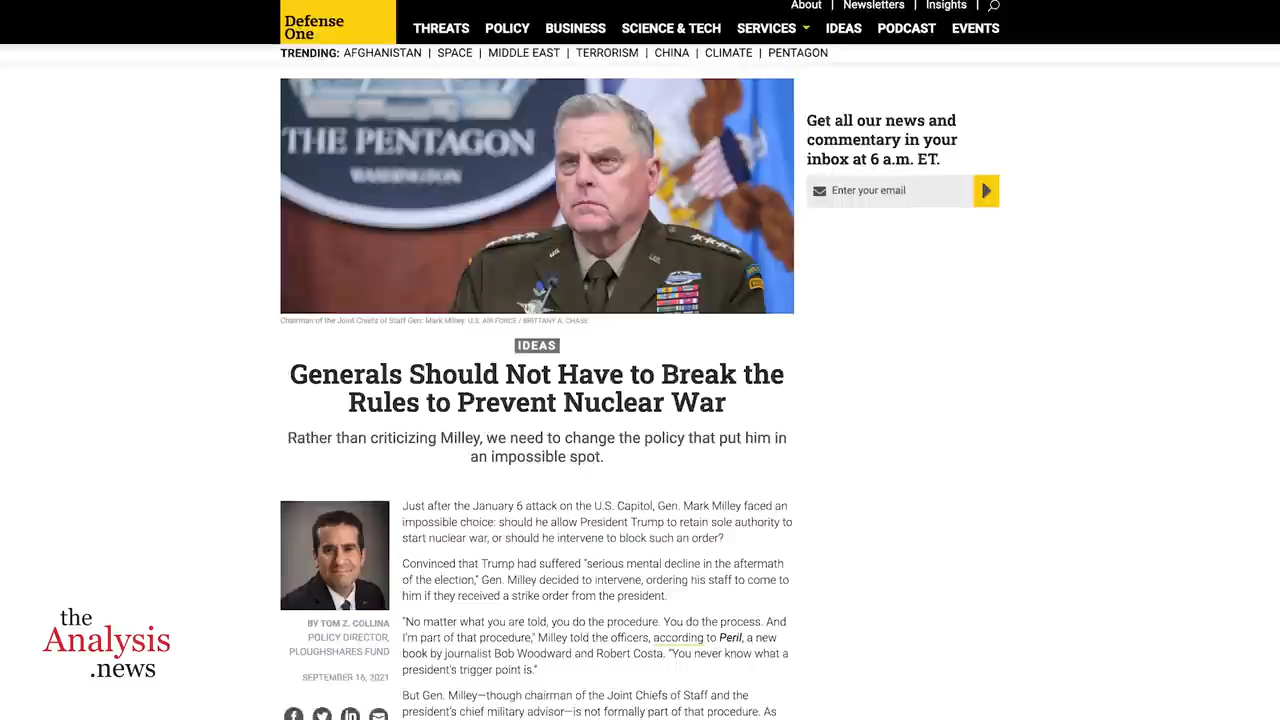 About | Newsletters | Insights |
Defense
One
THREATS POLICY BUSINESS SCIENCE & TECH SERVICES IDEAS PODCAST EVENTS
TRENDING: AFGHANISTAN | SPACE | MIDDLE EAST | TERRORISM | CHINA | CLIMATE | PENTAGON
THE PENTAGON
WASHINGTON
Get all our news and
commentary in your
inbox at 6 a.m. ET.
Enter your email
Chairman of the Joint Chiefs of Staff Gen. Mark Milley. U.S. AIR FORCE / BRITTANY A. CHASE
IDEAS
Generals Should Not Have to Break the
Rules to Prevent Nuclear War
Rather than criticizing Milley, we need to change the policy that put him in
an impossible spot.
BY TOM Z. COLLINA
POLICY DIRECTOR,
PLOUGHSHARES FUND
SEPTEMBER 16, 2021
Just after the January 6 attack on the U.S. Capitol, Gen. Mark Milley faced an
impossible choice: should he allow President Trump to retain sole authority to
start nuclear war, or should he intervene to block such an order?
Convinced that Trump had suffered "serious mental decline in the aftermath
of the election," Gen. Milley decided to intervene, ordering his staff to come to
him if they received a strike order from the president.
"No matter what you are told, you do the procedure. You do the process. And
I'm part of that procedure," Milley told the officers, according to Peril, a new
book by journalist Bob Woodward and Robert Costa. "You never know what a
president's trigger point is."
But Gen. Milley—though chairman of the Joint Chiefs of Staff and the
president's chief military advisor—is not formally part of that procedure. As
the
Analysis
.news